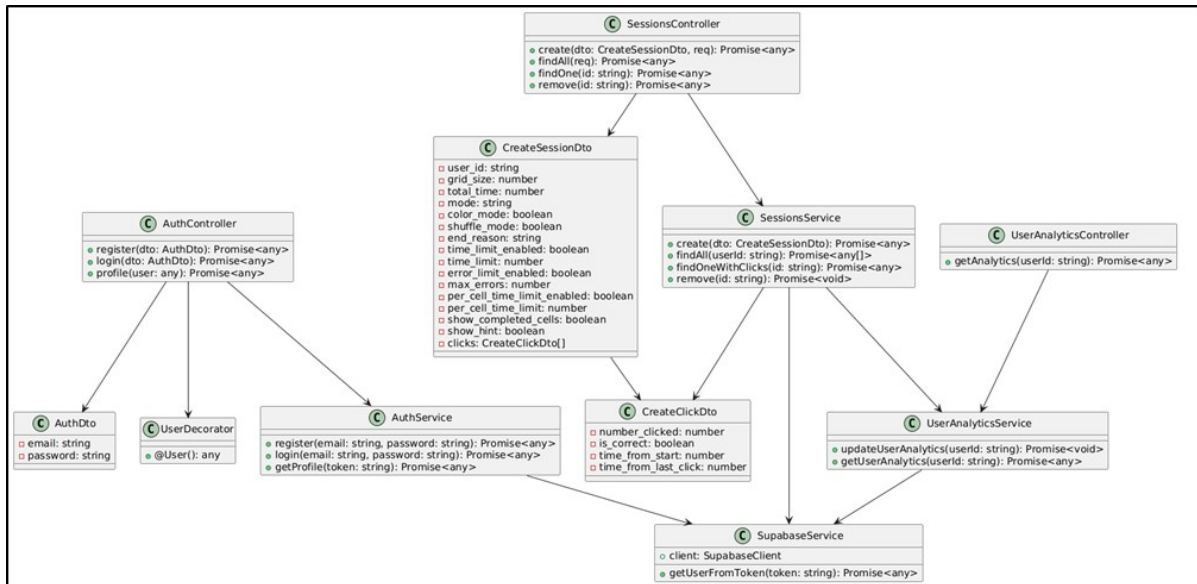 C SessionsController
create(dto: CreateSessionDto, req): Promise<any>
findAll(req): Promise<any>
findOne(id: string): Promise<any>
remove(id: string): Promise<any>
C CreateSessionDto
user_id: string
grid_size: number
total_time: number
mode: string
color_mode: boolean
shuffle_mode: boolean
end_reason: string
time_limit_enabled: boolean
time_limit: number
error_limit_enabled: boolean
max_errors: number
per_cell_time_limit_enabled: boolean
per_cell_time_limit: number
show_completed_cells: boolean
show_hint: boolean
clicks: CreateClickDto[]
C AuthController
register(dto: AuthDto): Promise<any>
login(dto: AuthDto): Promise<any>
profile(user: any): Promise<any>
C SessionsService
create(dto: CreateSessionDto): Promise<any>
findAll(userId: string): Promise<any[]>
findOneWithClicks(id: string): Promise<any>
remove(id: string): Promise<void>
C UserAnalyticsController
getAnalytics(userId: string): Promise<any>
C AuthDto
email: string
password: string
C UserDecorator
@User(): any
C AuthService
register(email: string, password: string): Promise<any>
login(email: string, password: string): Promise<any>
getProfile(token: string): Promise<any>
C CreateClickDto
number_clicked: number
is_correct: boolean
time_from_start: number
time_from_last_click: number
C UserAnalyticsService
updateUserAnalytics(userId: string): Promise<void>
getUserAnalytics(userId: string): Promise<any>
C SupabaseService
client: SupabaseClient
getUserFromToken(token: string): Promise<any>